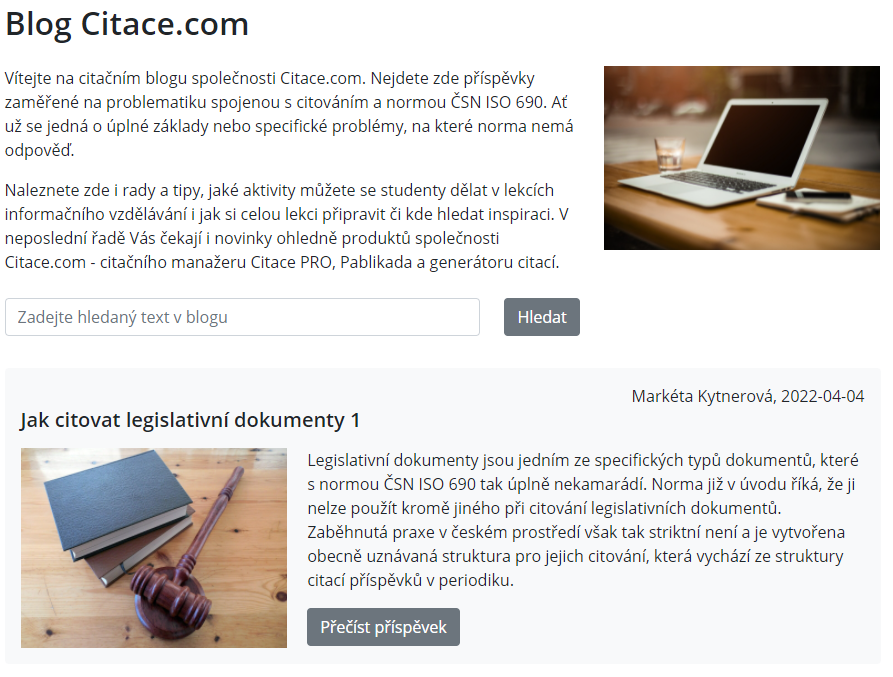 Blog Citace.com
Vítejte na citačním blogu společnosti Citace.com. Nejdete zde příspěvky
zaměřené na problematiku spojenou s citováním a normou ČSN ISO 690. Ať
už se jedná o úplné základy nebo specifické problémy, na které norma nemá
odpověď.
Naleznete zde i rady a tipy, jaké aktivity můžete se studenty dělat v lekcích
informačního vzdělávání i jak si celou lekci připravit či kde hledat inspiraci. V
neposlední řadě Vás čekají i novinky ohledně produktů společnosti
Citace.com - citačního manažeru Citace PRO, Pablikada a generátoru citací.
Zadejte hledaný text v blogu
Hledat
Markéta Kytnerová, 2022-04-04
Jak citovat legislativní dokumenty 1
Legislativní dokumenty jsou jedním ze specifických typů dokumentů, které
s normou ČSN ISO 690 tak úplně nekamarádí. Norma již v úvodu říká, že ji
nelze použít kromě jiného při citování legislativních dokumentů.
Zaběhnutá praxe v českém prostředí však tak striktní není a je vytvořena
obecně uznávaná struktura pro jejich citování, která vychází ze struktury
citací příspěvků v periodiku.
Přečíst příspěvek